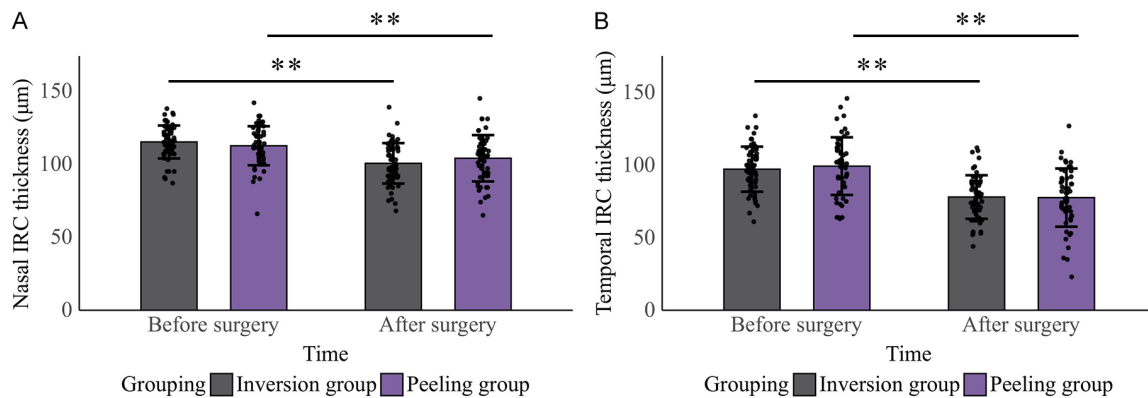 A
**
**
Nasal IRC thickness (μm)
150
100
50
0
Before surgery After surgery
Time
Grouping Inversion group Peeling group
B
**
**
Temporal IRC thickness (μm)
150
100
50
0
Before surgery After surgery
Time
Grouping Inversion group Peeling group